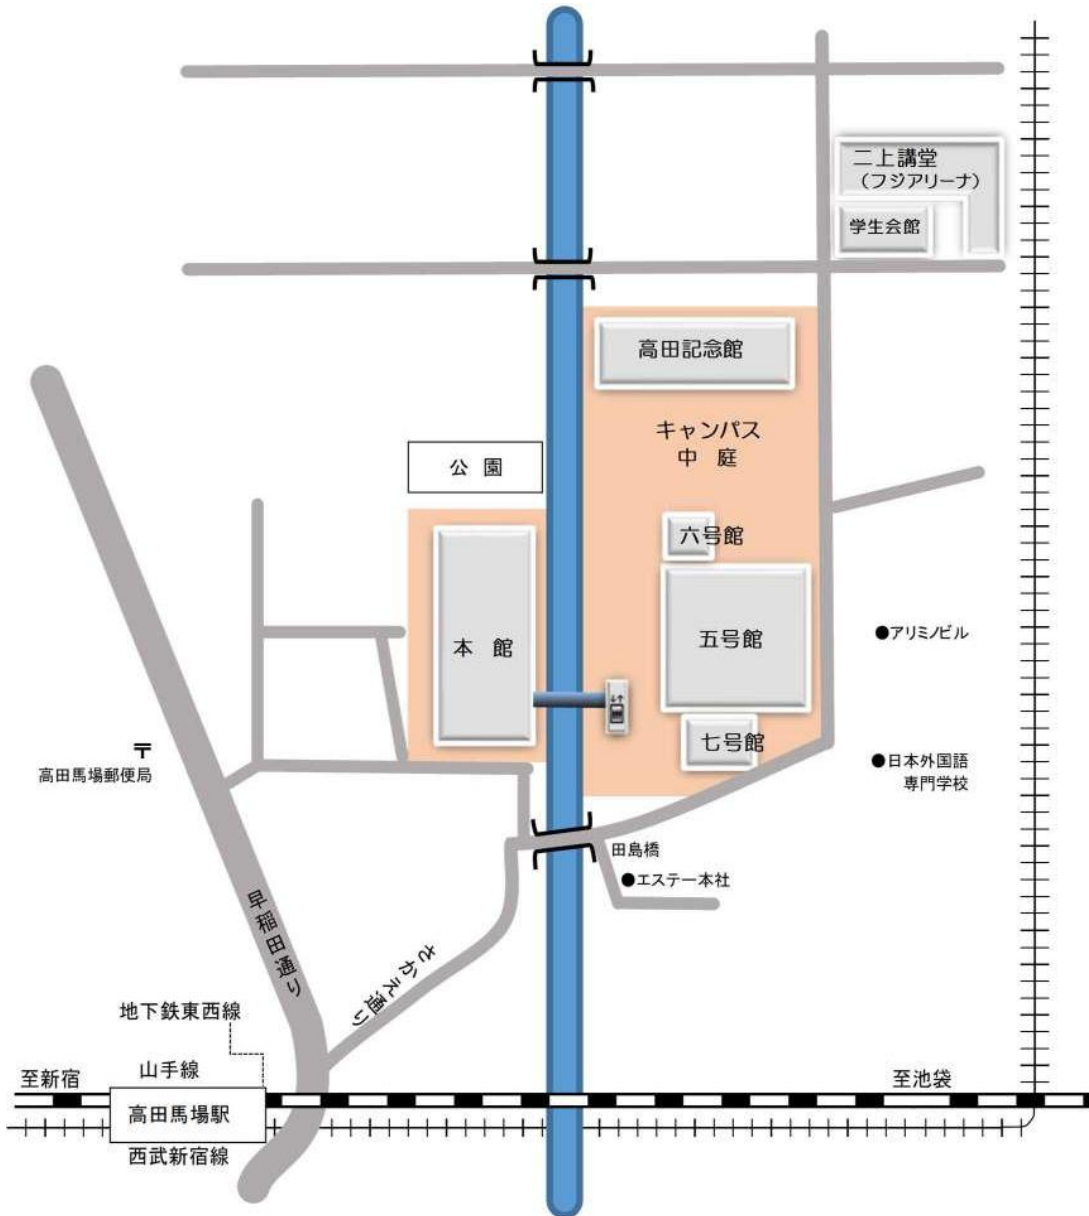 二上講堂
（フジアリーナ）
学生会館
高田記念館
キャンパス
中 庭
公 園
六号館
本 館
五号館
●アリミノビル
七号館
〒
高田馬場郵便局
●日本外国語
専門学校
田島橋
●エステー本社
早稲田通り
さかえ通り
地下鉄東西線
山手線
至新宿
至池袋
高田馬場駅
西武新宿線